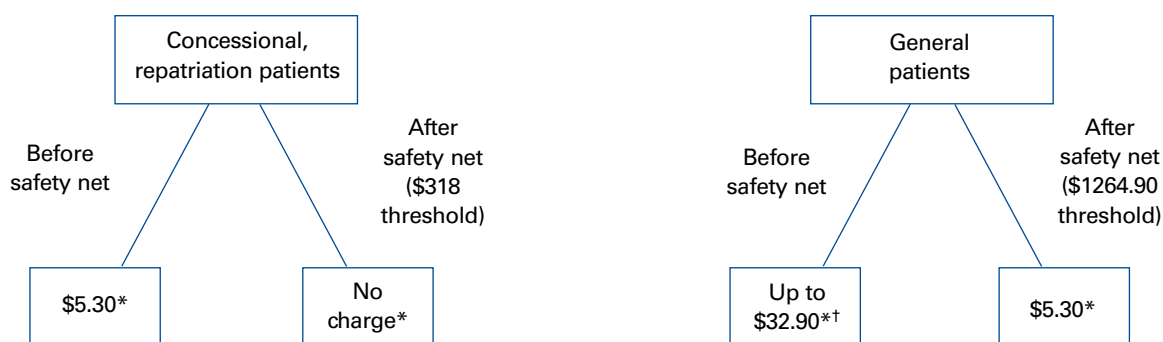 Concessional,
repatriation patients
Before
safety net
After
safety net
($318
threshold)
$5.30*
No
charge*
General
patients
Before
safety net
After
safety net
($1264.90
threshold)
Up to
$32.90*†
$5.30*